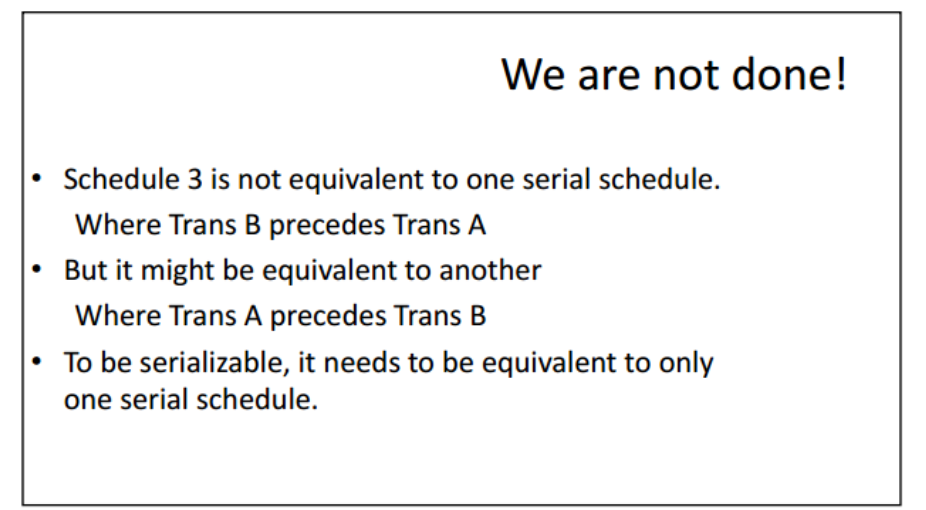 We are not done!
• Schedule 3 is not equivalent to one serial schedule.
Where Trans B precedes Trans A
• But it might be equivalent to another
Where Trans A precedes Trans B
• To be serializable, it needs to be equivalent to only
one serial schedule.